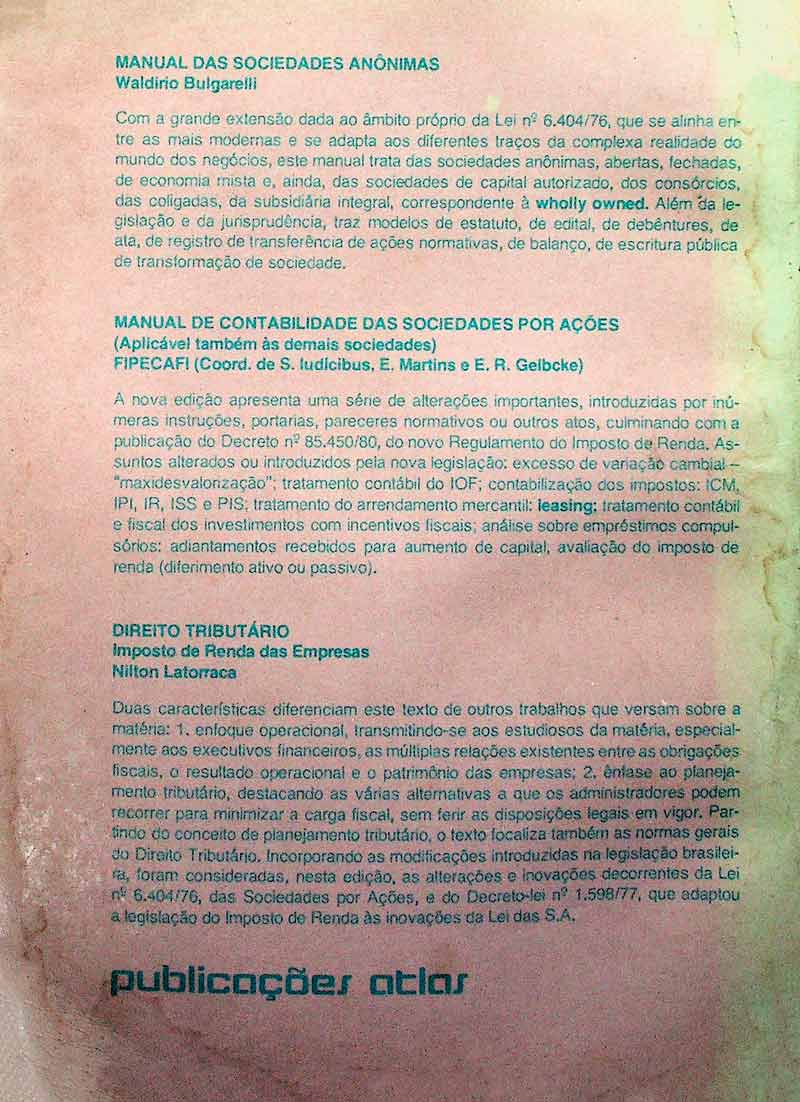 MANUAL DAS SOCIEDADES ANÔNIMAS
Waldirio Bulgarelli
Com a grande extensão dada ao âmbito próprio da Lei nº 6.404/76, que se alinha en-
tre as mais modernas e se adapta aos diferentes traços da complexa realidade do
mundo dos negócios, este manual trata das sociedades anônimas, abertas, fechadas,
de economia mista e, ainda, das sociedades de capital autorizado, dos consórcios,
das coligadas, da subsidiária integral, correspondente à wholly owned. Além da le-
gislação e da jurisprudência, traz modelos de estatuto, de edital, de debêntures, de
ata, de registro de transferência de ações normativas, de balanço, de escritura pública
de transformação de sociedade.
MANUAL DE CONTABILIDADE DAS SOCIEDADES POR AÇÕES
(Aplicável também às demais sociedades)
FIPECAFI (Coord. de S. Iudícibus, E. Martins e E. R. Gelbcke)
A nova edição apresenta uma série de alterações importantes, introduzidas por inú-
meras instruções, portarias, pareceres normativos ou outros atos, culminando com a
publicação do Decreto nº 85.450/80, do novo Regulamento do Imposto de Renda. As-
suntos alterados ou introduzidos pela nova legislação: excesso de variação cambial –
"maxidesvalorização"; tratamento contábil do IOF; contabilização dos impostos: ICM,
IPI, IR, ISS e PIS; tratamento do arrendamento mercantil: leasing; tratamento contábil
e fiscal dos investimentos com incentivos fiscais; análise sobre empréstimos compul-
sórios: adiantamentos recebidos para aumento de capital, avaliação do imposto de
renda (diferimento ativo ou passivo).
DIREITO TRIBUTÁRIO
Imposto de Renda das Empresas
Nilton Latorraca
Duas características diferenciam este texto de outros trabalhos que versam sobre a
matéria: 1. enfoque operacional, transmitindo-se aos estudiosos da matéria, especial-
mente aos executivos financeiros, as múltiplas relações existentes entre as obrigações
fiscais, o resultado operacional e o patrimônio das empresas; 2. ênfase ao planeja-
mento tributário, destacando as várias alternativas a que os administradores podem
recorrer para minimizar a carga fiscal, sem ferir as disposições legais em vigor. Par-
tindo do conceito de planejamento tributário, o texto focaliza também as normas gerais
do Direito Tributário. Incorporando as modificações introduzidas na legislação brasilei-
ra, foram consideradas, nesta edição, as alterações e inovações decorrentes da Lei
nº 6.404/76, das Sociedades por Ações, e do Decreto-lei nº 1.598/77, que adaptou
a legislação do Imposto de Renda às inovações da Lei das S.A.
publicações atlas